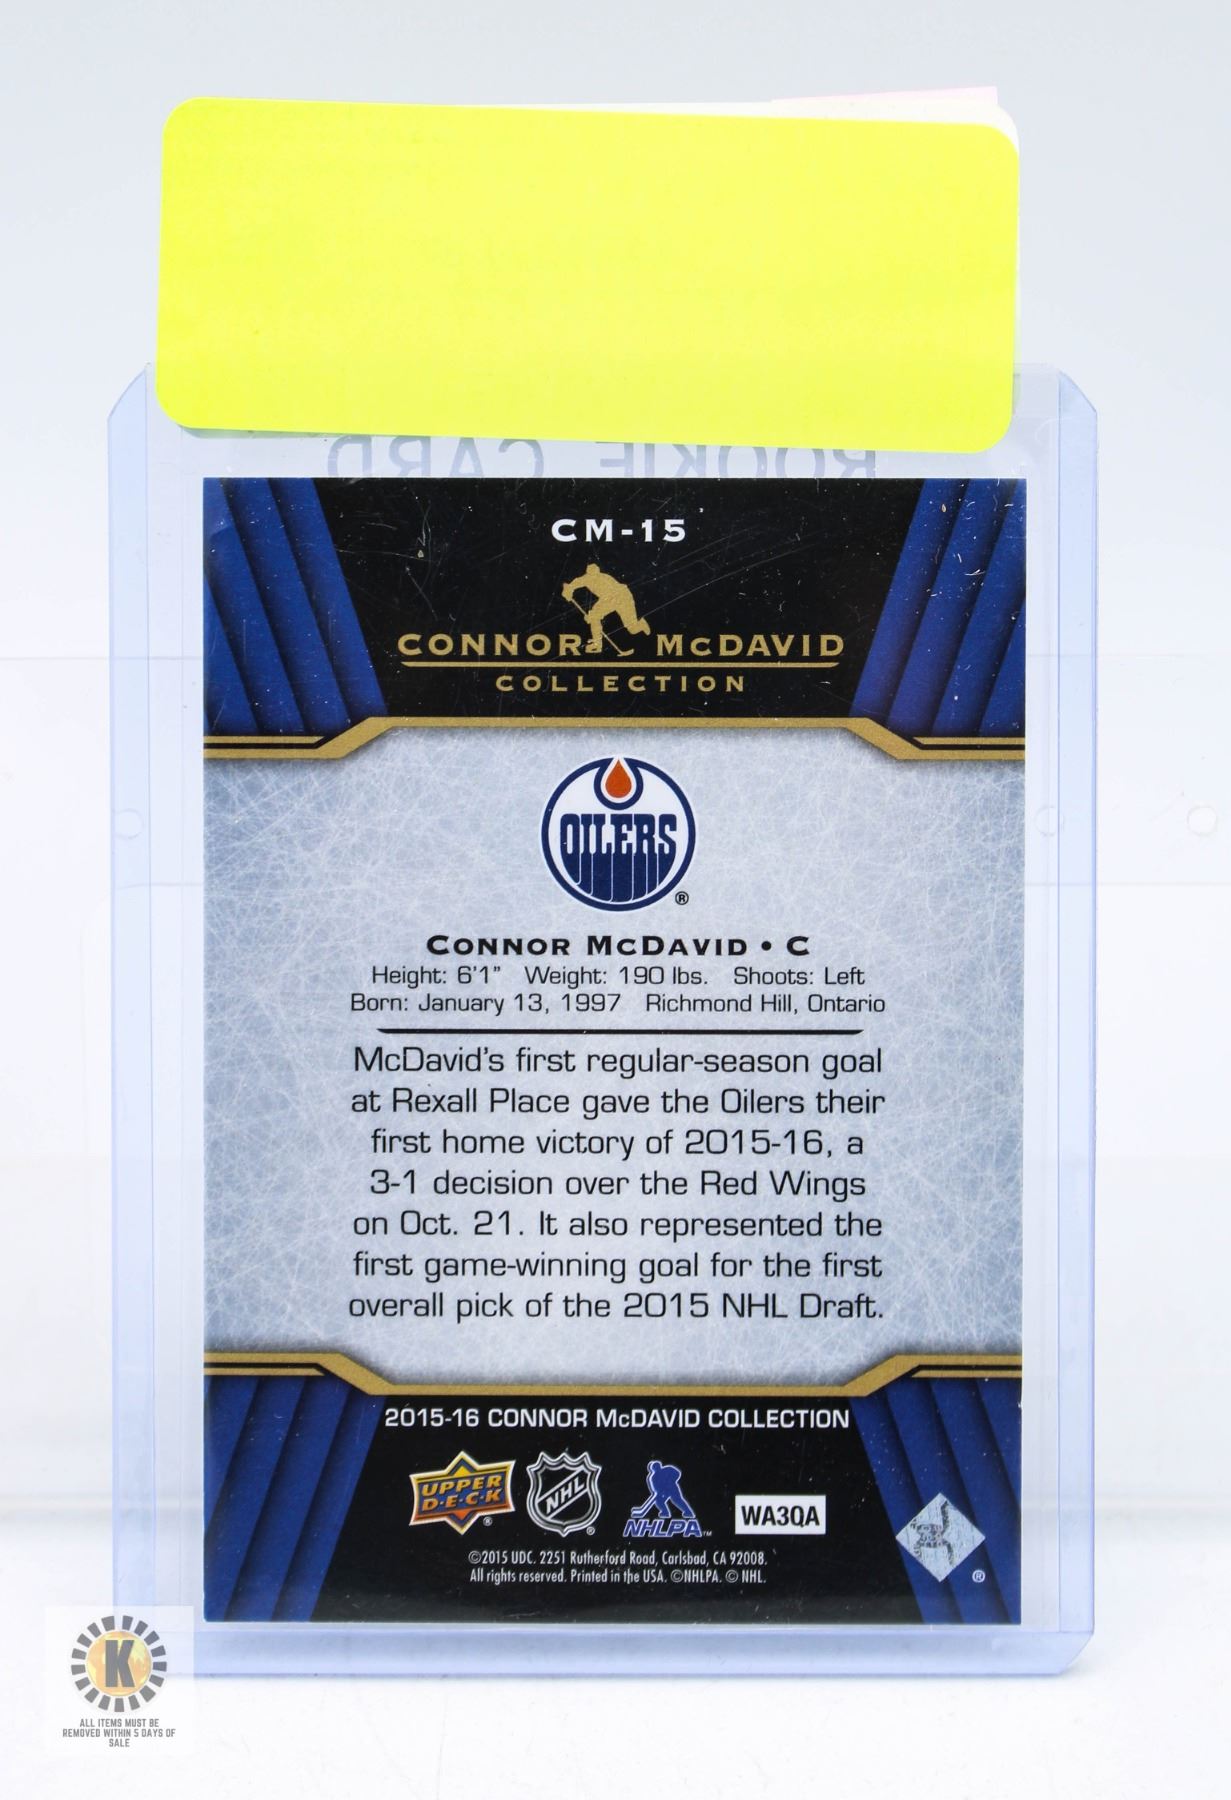 ROOKIE CARD
CM-15
CONNOR McDAVID
COLLECTION
OILERS
®
CONNOR McDAVID • C
Height: 6'1" Weight: 190 lbs. Shoots: Left
Born: January 13, 1997 Richmond Hill, Ontario
McDavid's first regular-season goal
at Rexall Place gave the Oilers their
first home victory of 2015-16, a
3-1 decision over the Red Wings
on Oct. 21. It also represented the
first game-winning goal for the first
overall pick of the 2015 NHL Draft.
2015-16 CONNOR McDAVID COLLECTION
UPPER
D·E·C·K
®
NHL
®
NHLPA™
WA3QA
©2015 UDC. 2251 Rutherford Road, Carlsbad, CA 92008.
All rights reserved. Printed in the USA. ©NHLPA. © NHL.
®
K
ALL ITEMS MUST BE
REMOVED WITHIN 5 DAYS OF
SALE